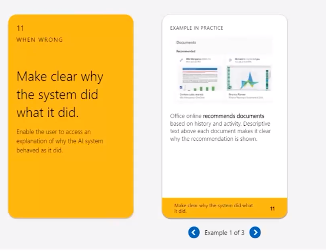 11
WHEN WRONG
Make clear why
the system did
what it did.
Enable the user to access an
explanation of why the AI system
behaved as it did.
EXAMPLE IN PRACTICE
Documents
Recommended
Office online recommends documents
based on history and activity. Descriptive
text above each document makes it clear
why the recommendation is shown.
Make clear why the system did what
it did.
11
Example 1 of 3